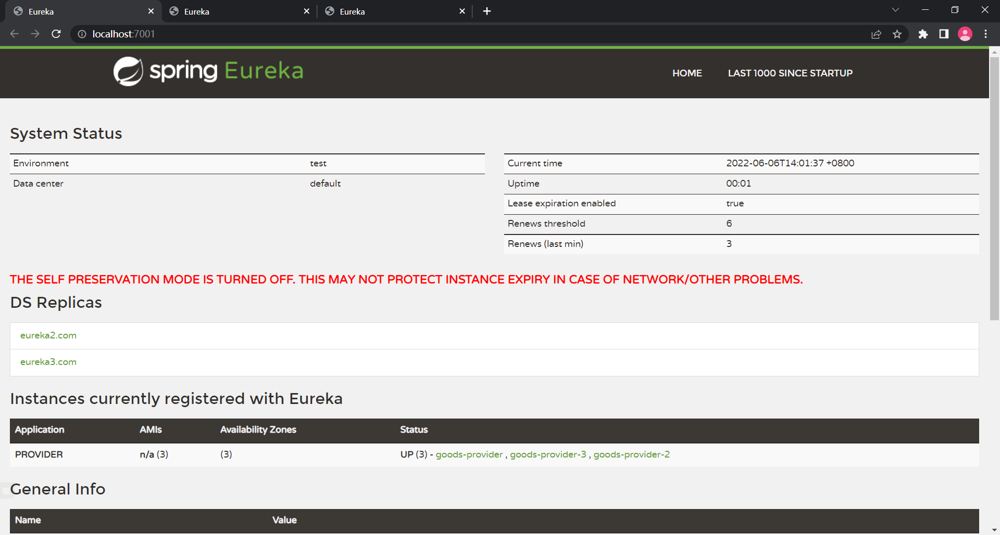 Eureka Eureka Eureka
localhost:7001
spring Eureka HOME LAST 1000 SINCE STARTUP
System Status
Environment test
Data center default
Current time 2022-06-06T14:01:37 +0800
Uptime 00:01
Lease expiration enabled true
Renews threshold 6
Renews (last min) 3
THE SELF PRESERVATION MODE IS TURNED OFF. THIS MAY NOT PROTECT INSTANCE EXPIRY IN CASE OF NETWORK/OTHER PROBLEMS.
DS Replicas
eureka2.com
eureka3.com
Instances currently registered with Eureka
Application AMIs Availability Zones Status
PROVIDER n/a (3) (3) UP (3) - goods-provider , goods-provider-3 , goods-provider-2
General Info
Name Value